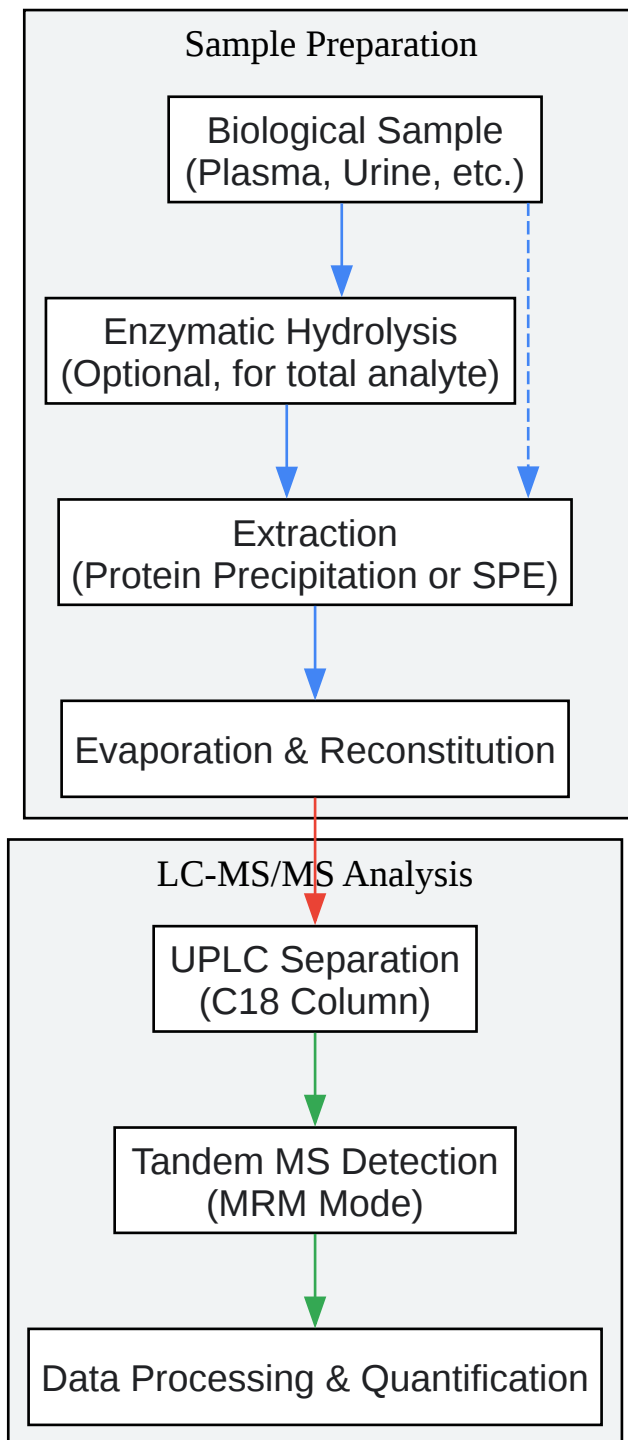 Sample Preparation
Biological Sample
(Plasma, Urine, etc.)
Enzymatic Hydrolysis
(Optional, for total analyte)
Extraction
(Protein Precipitation or SPE)
Evaporation & Reconstitution
LC-MS/MS Analysis
UPLC Separation
(C18 Column)
Tandem MS Detection
(MRM Mode)
Data Processing & Quantification